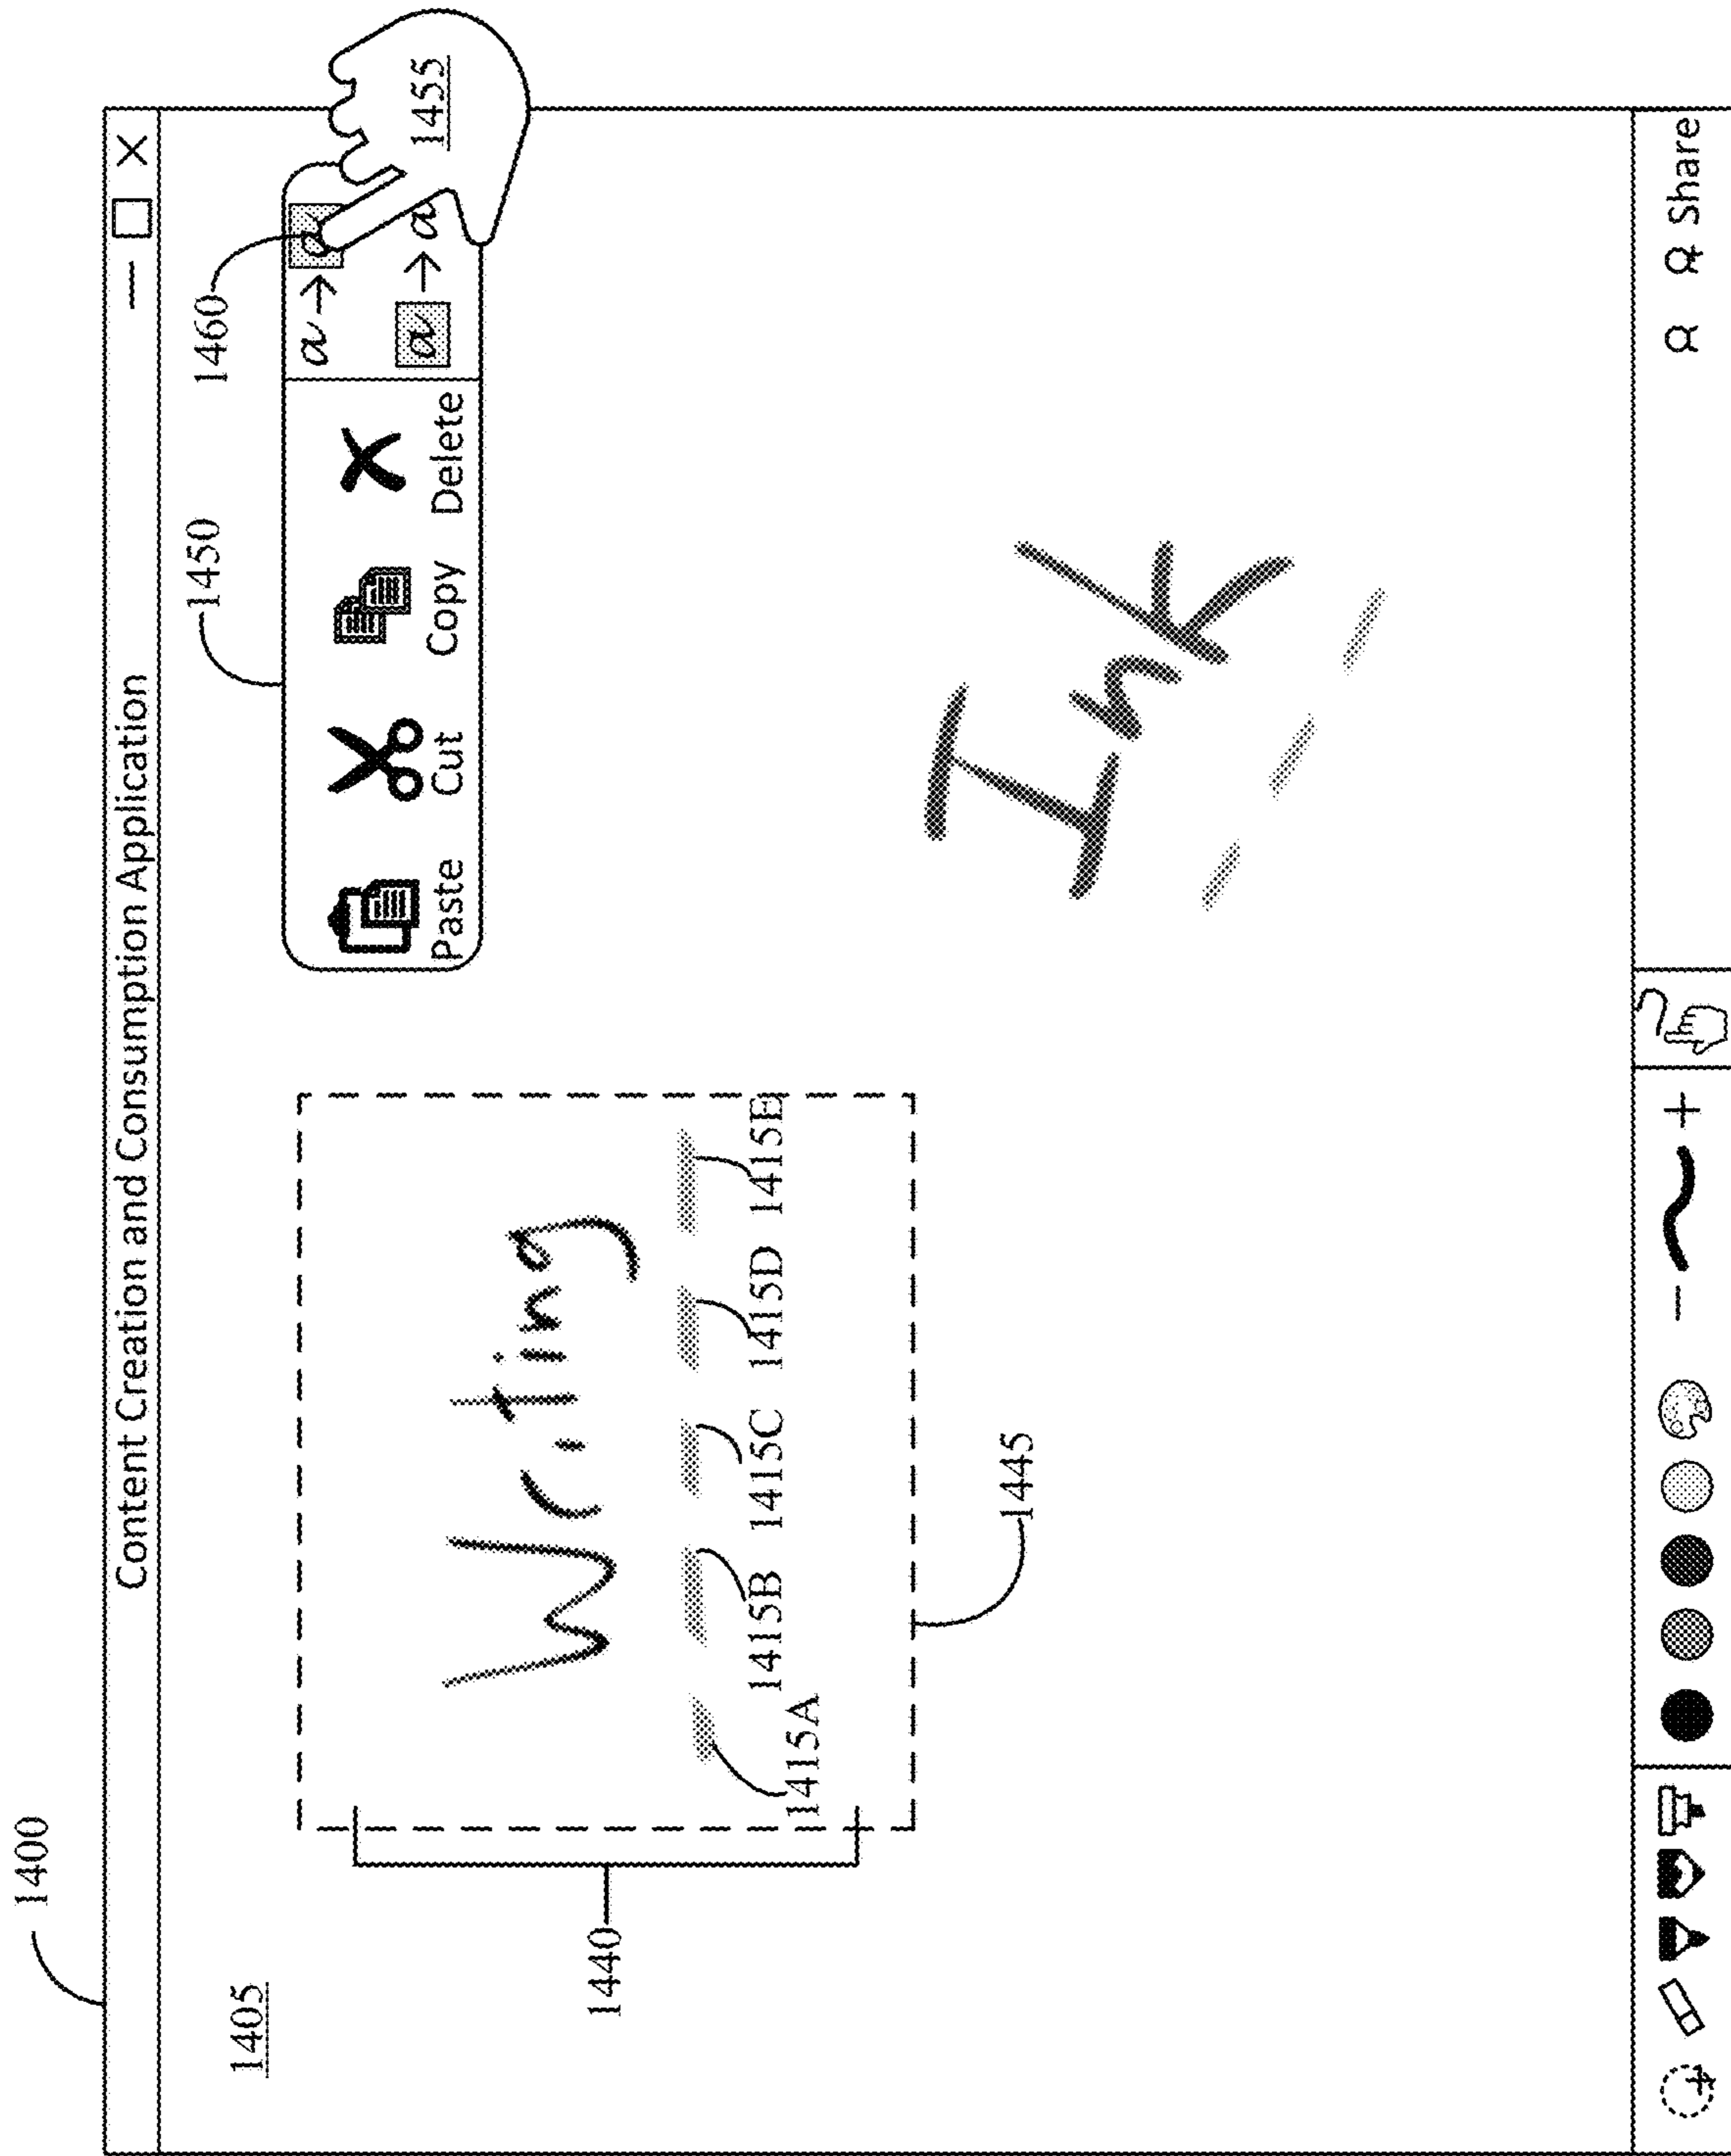 1400
Content Creation and Consumption Application
1405
1450
1460
Paste Cut Copy Delete
a → a
a → a
1455
1440
Writing
1415A 1415B 1415C 1415D 1415E
1445
Ink
Share